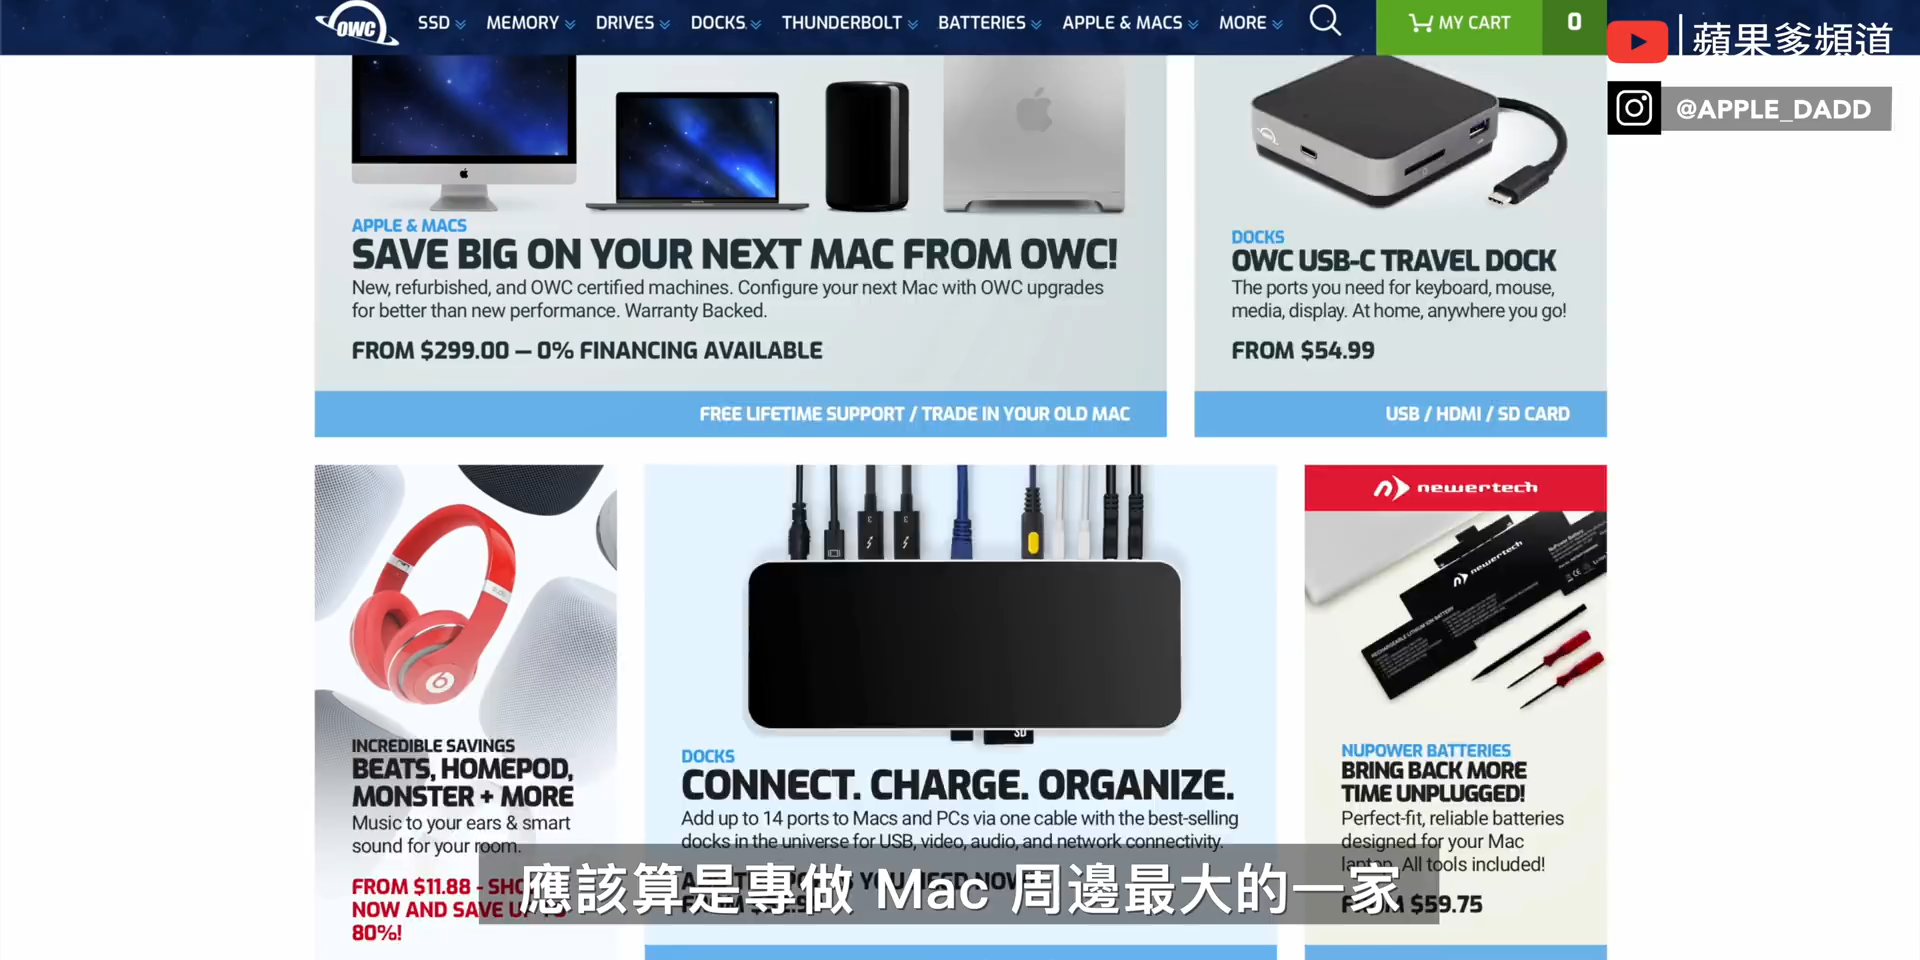 OWC
SSD MEMORY DRIVES DOCKS THUNDERBOLT BATTERIES APPLE & MACS MORE
MY CART 0
蘋果爹頻道
@APPLE_DADD
APPLE & MACS
SAVE BIG ON YOUR NEXT MAC FROM OWC!
New, refurbished, and OWC certified machines. Configure your next Mac with OWC upgrades
for better than new performance. Warranty Backed.
FROM $299.00 — 0% FINANCING AVAILABLE
FREE LIFETIME SUPPORT / TRADE IN YOUR OLD MAC
DOCKS
OWC USB-C TRAVEL DOCK
The ports you need for keyboard, mouse,
media, display. At home, anywhere you go!
FROM $54.99
USB / HDMI / SD CARD
INCREDIBLE SAVINGS
BEATS, HOMEPOD,
MONSTER + MORE
Music to your ears & smart
sound for your room.
FROM $11.88 -
NOW AND SAVE
80%!
SD
DOCKS
CONNECT. CHARGE. ORGANIZE.
Add up to 14 ports to Macs and PCs via one cable with the best-selling
docks in the universe for USB, video, audio, and network connectivity.
newertech
newertech
NUPOWER BATTERIES
BRING BACK MORE
TIME UNPLUGGED!
Perfect-fit, reliable batteries
designed for your Mac
laptop. All tools included!
FROM $59.75
應該算是專做 Mac 周邊最大的一家